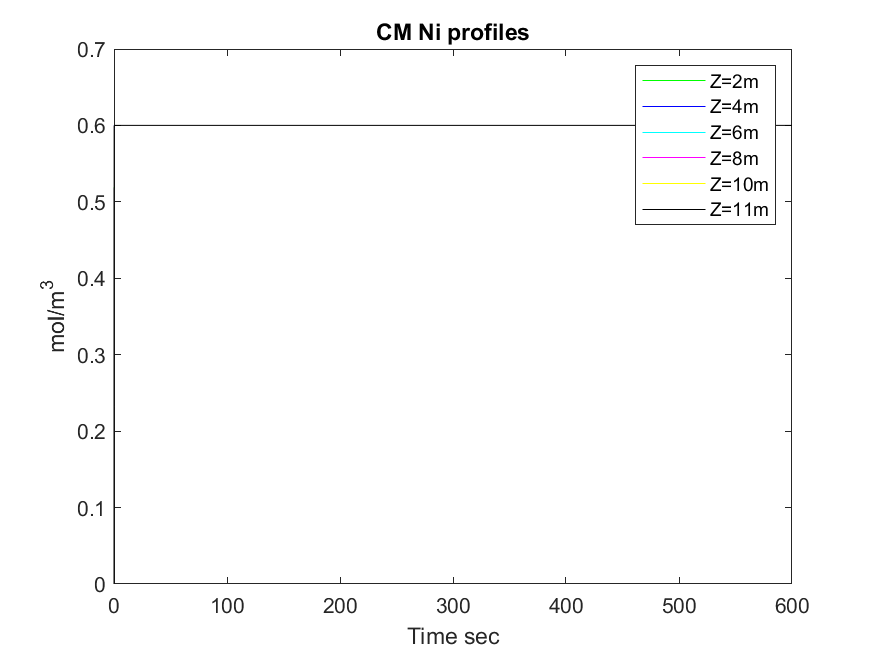 CM Ni profiles
0.7
0.6
0.5
0.4
0.3
0.2
0.1
0
mol/m³
Z=2m
Z=4m
Z=6m
Z=8m
Z=10m
Z=11m
0 100 200 300 400 500 600
Time sec